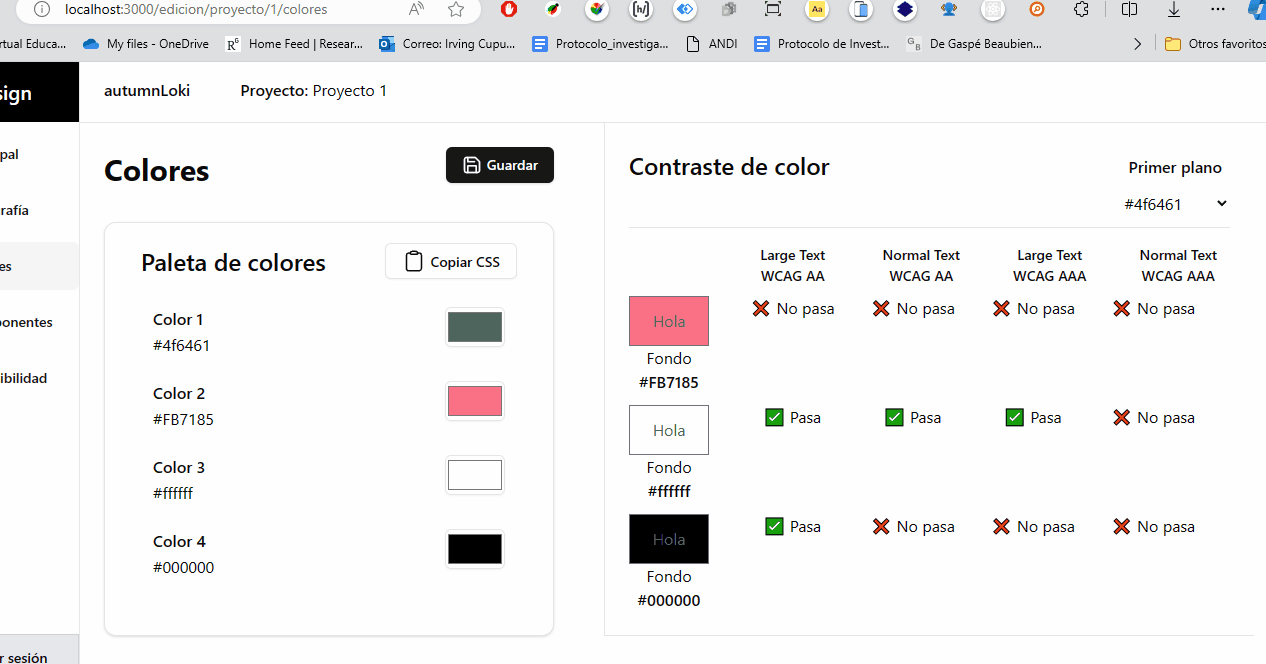 localhost:3000/edicion/proyecto/1/colores
rtual Educa...
My files - OneDrive
Home Feed | Resear...
Correo: Irving Cupu...
Protocolo_investiga...
ANDI
Protocolo de Invest...
De Gaspé Beaubien...
Otros favoritos
sign
autumnLoki
Proyecto: Proyecto 1
pal
rafía
es
ponentes
ibilidad
r sesión
Colores
Guardar
Paleta de colores
Copiar CSS
Color 1
#4f6461
Color 2
#FB7185
Color 3
#ffffff
Color 4
#000000
Contraste de color
Primer plano
#4f6461
Large Text WCAG AA
Normal Text WCAG AA
Large Text WCAG AAA
Normal Text WCAG AAA
Hola
No pasa
No pasa
No pasa
No pasa
Fondo
#FB7185
Hola
Pasa
Pasa
Pasa
No pasa
Fondo
#ffffff
Hola
Pasa
No pasa
No pasa
No pasa
Fondo
#000000